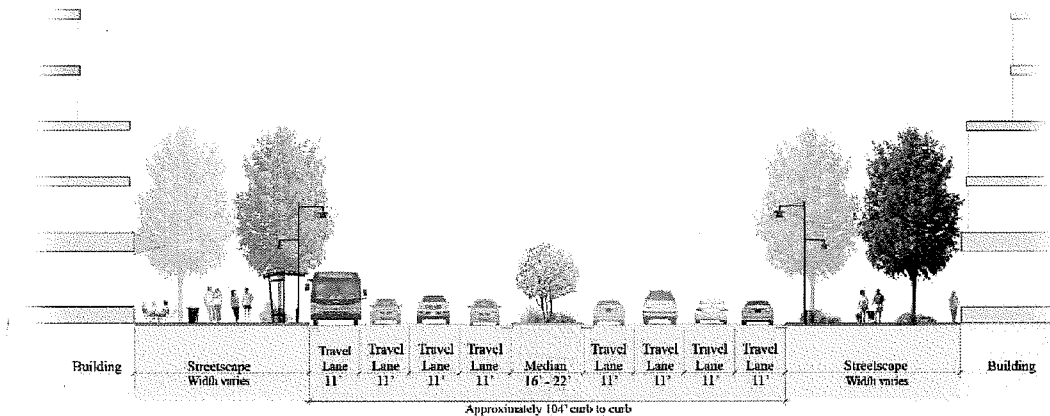 Building
Streetscape
Width varies
Travel Lane 11'
Travel Lane 11'
Travel Lane 11'
Travel Lane 11'
Median
16' - 22'
Travel Lane 11'
Travel Lane 11'
Travel Lane 11'
Travel Lane 11'
Streetscape
Width varies
Building
Approximately 104' curb to curb